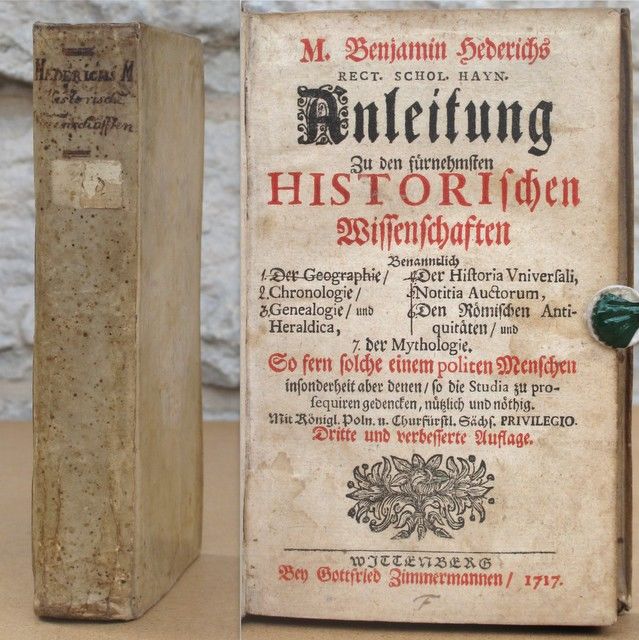 HEDERICHS M
historische
Wissenschafften
M. Benjamin Hederichs
RECT. SCHOL. HAYN.
Anleitung
Zu den fürnehmsten
HISTORIschen
Wissenschaften
Benanntlich
1. Der Geographie /
2. Chronologie /
3. Genealogie / und
Heraldica,
4. Der Historia Vniversali,
5. Notitia Auctorum,
6. Den Römischen Anti-
quitäten / und
7. der Mythologie.
So fern solche einem politen Menschen
insonderheit aber denen / so die Studia zu pro-
sequiren gedencken, nützlich und nöthig.
Mit Königl. Poln. u. Churfürstl. Sächs. PRIVILEGIO.
Dritte und verbesserte Auflage.
WITTENBERG
Bey Gottfried Zimmermannen / 1717.